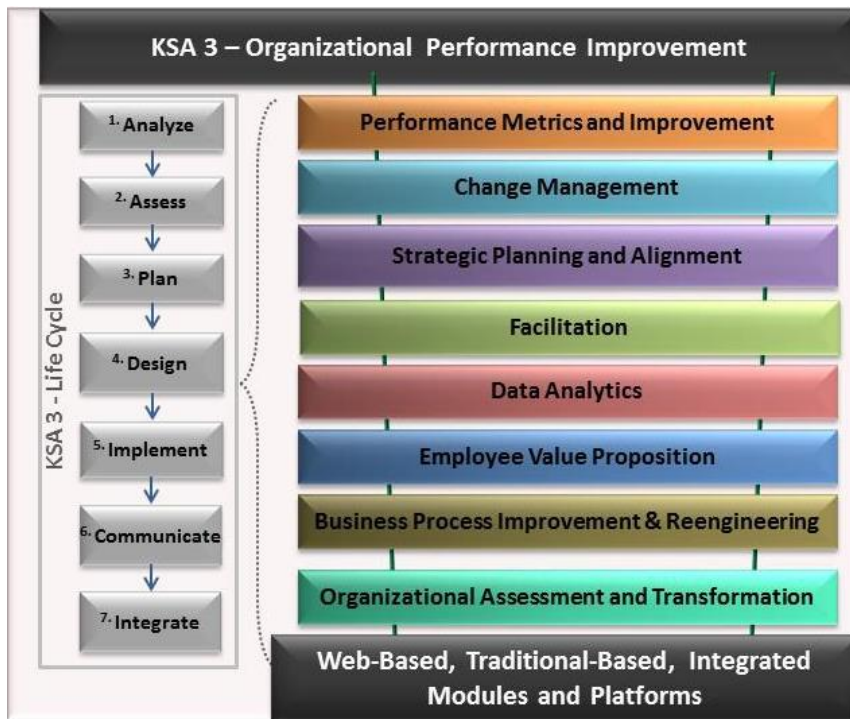 KSA 3 – Organizational Performance Improvement
KSA 3 - Life Cycle
1. Analyze
2. Assess
3. Plan
4. Design
5. Implement
6. Communicate
7. Integrate
Performance Metrics and Improvement
Change Management
Strategic Planning and Alignment
Facilitation
Data Analytics
Employee Value Proposition
Business Process Improvement & Reengineering
Organizational Assessment and Transformation
Web-Based, Traditional-Based, Integrated
Modules and Platforms